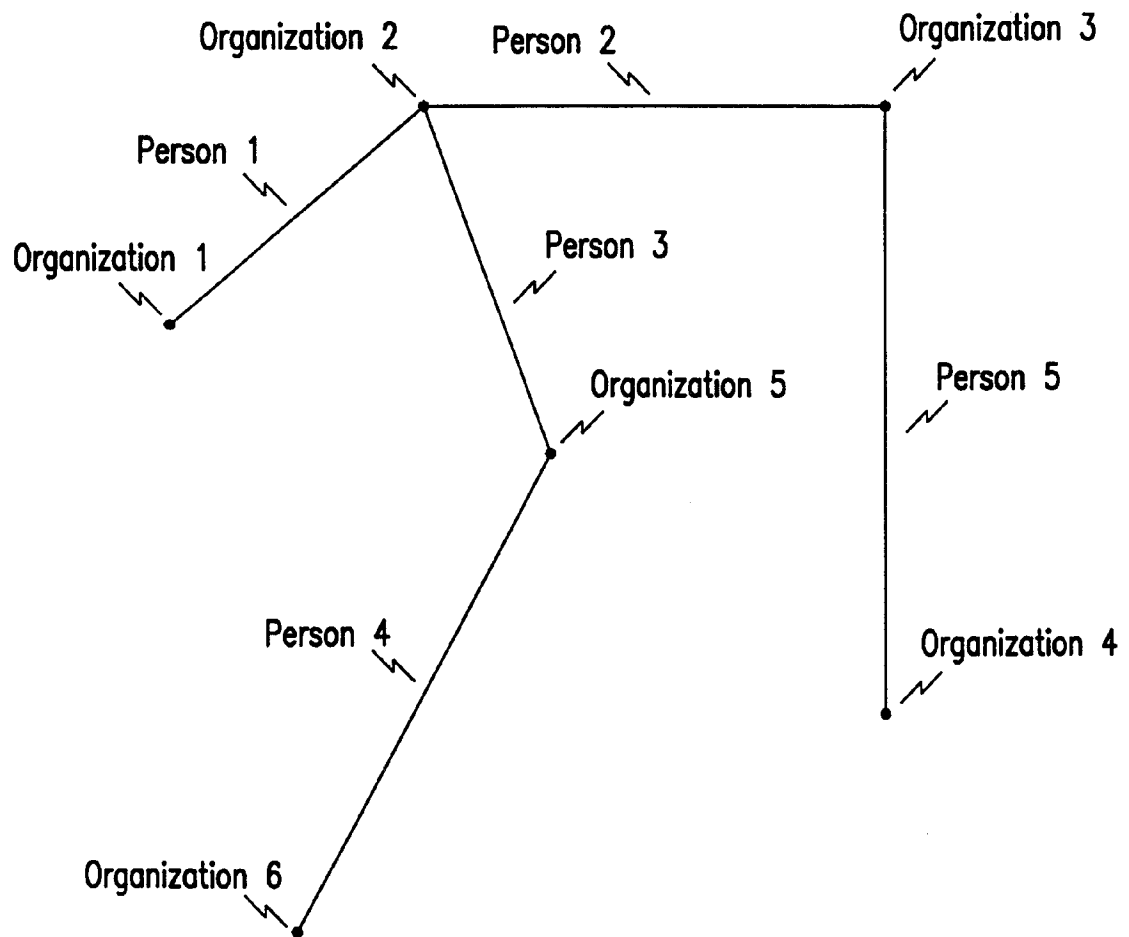 Organization 2
Person 2
Organization 3
Person 1
Organization 1
Person 3
Organization 5
Person 5
Person 4
Organization 4
Organization 6